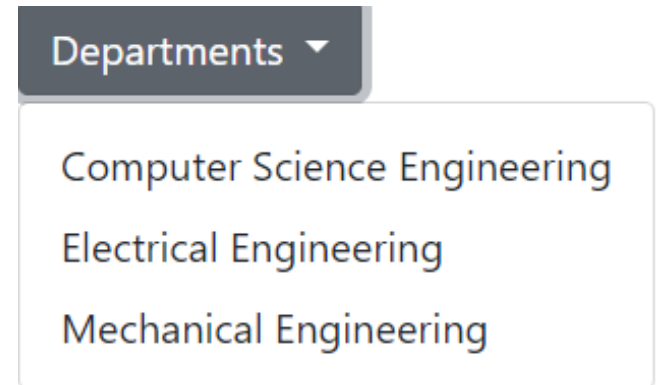 Departments
Computer Science Engineering
Electrical Engineering
Mechanical Engineering